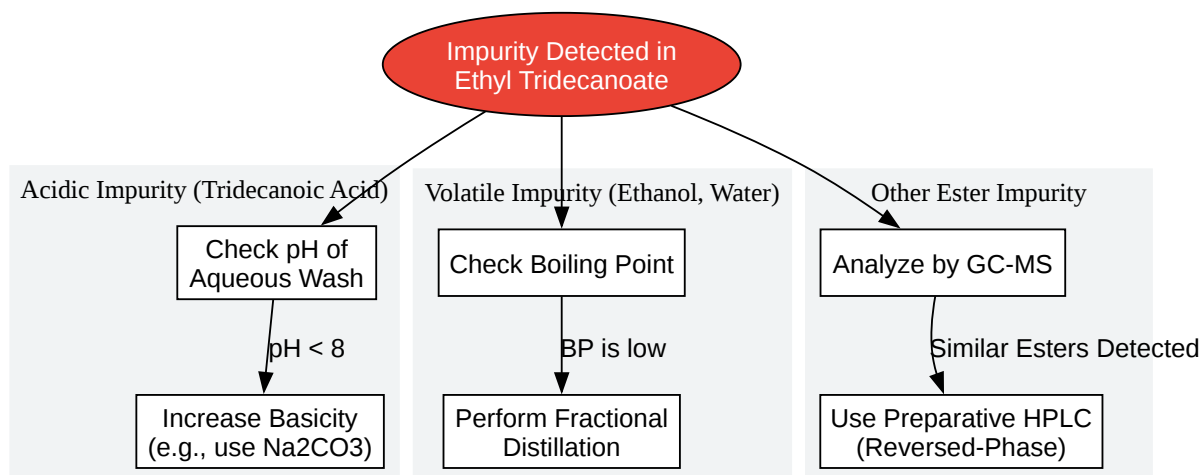 Impurity Detected in
Ethyl Tridecanoate
Acidic Impurity (Tridecanoic Acid)
Check pH of
Aqueous Wash
pH < 8
Increase Basicity
(e.g., use Na2CO3)
Volatile Impurity (Ethanol, Water)
Check Boiling Point
BP is low
Perform Fractional
Distillation
Other Ester Impurity
Analyze by GC-MS
Similar Esters Detected
Use Preparative HPLC
(Reversed-Phase)